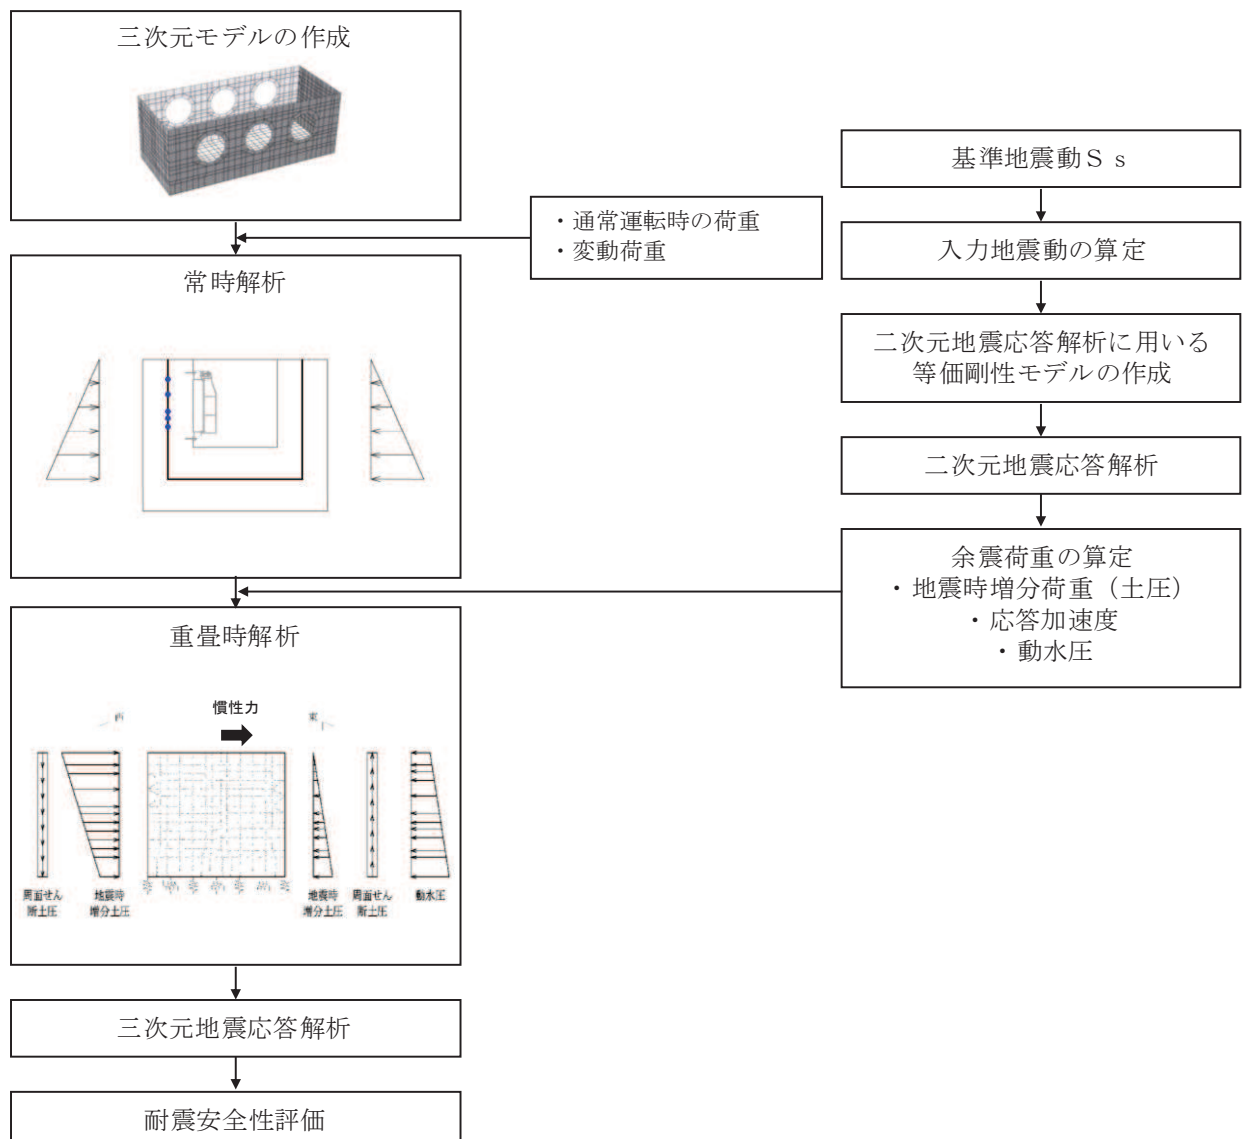 三次元モデルの作成
・通常運転時の荷重
・変動荷重
常時解析
基準地震動Ｓｓ
入力地震動の算定
二次元地震応答解析に用いる
等価剛性モデルの作成
二次元地震応答解析
余震荷重の算定
・地震時増分荷重（土圧）
・応答加速度
・動水圧
重畳時解析
西
慣性力
東
周面せん
断土圧
地震時
増分土圧
地震時
増分土圧
周面せん
断土圧
動水圧
三次元地震応答解析
耐震安全性評価